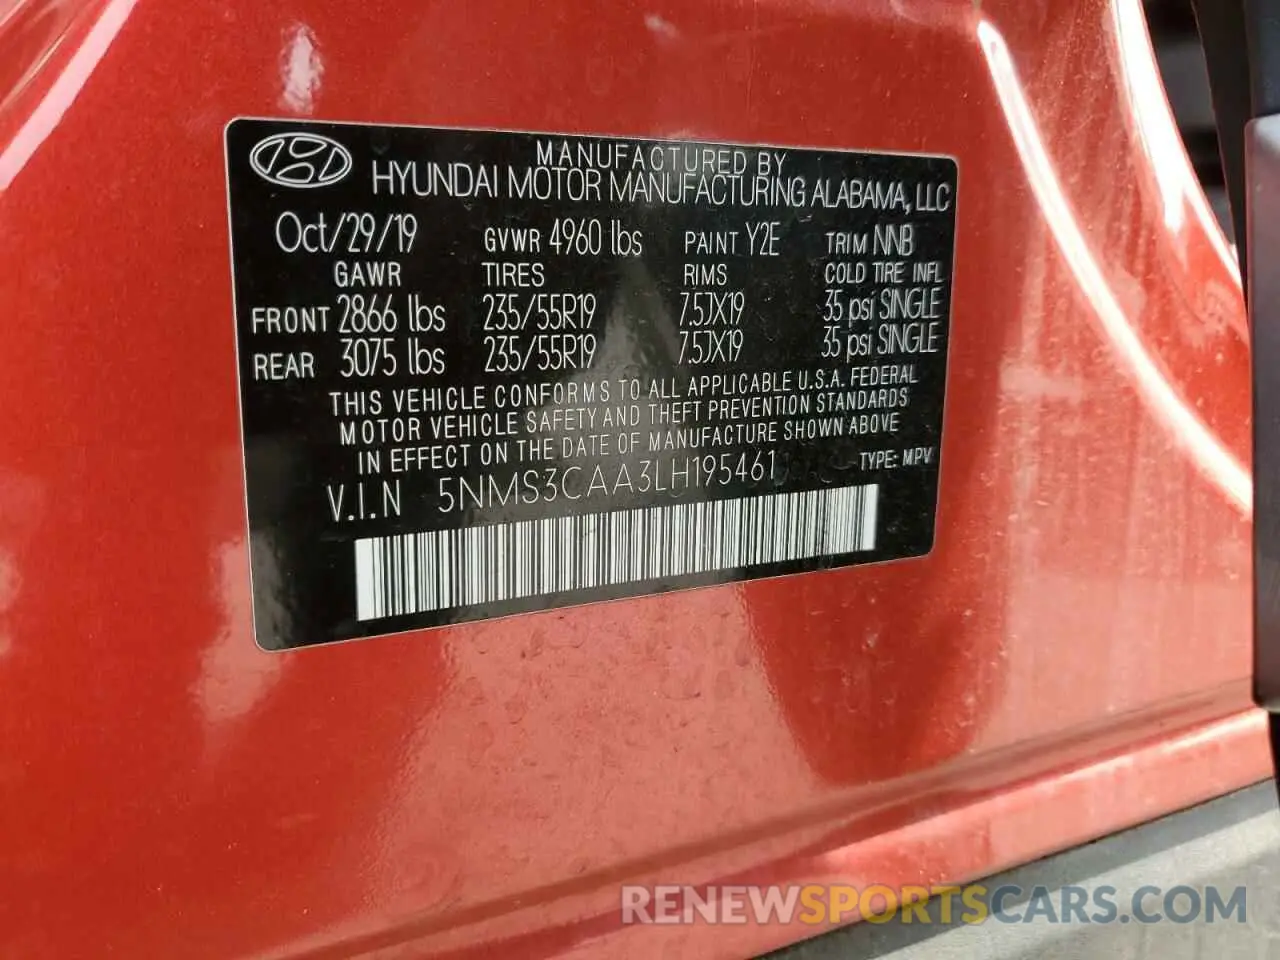 MANUFACTURED BY
HYUNDAI MOTOR MANUFACTURING ALABAMA, LLC
Oct/29/19 GVWR 4960 lbs PAINT Y2E TRIM NNB
GAWR TIRES RIMS COLD TIRE INFL
FRONT 2866 lbs 235/55R19 7.5JX19 35 psi SINGLE
REAR 3075 lbs 235/55R19 7.5JX19 35 psi SINGLE
THIS VEHICLE CONFORMS TO ALL APPLICABLE U.S.A. FEDERAL
MOTOR VEHICLE SAFETY AND THEFT PREVENTION STANDARDS
IN EFFECT ON THE DATE OF MANUFACTURE SHOWN ABOVE
V.I.N 5NMS3CAA3LH195461 TYPE: MPV
RENEWSPORTSCARS.COM